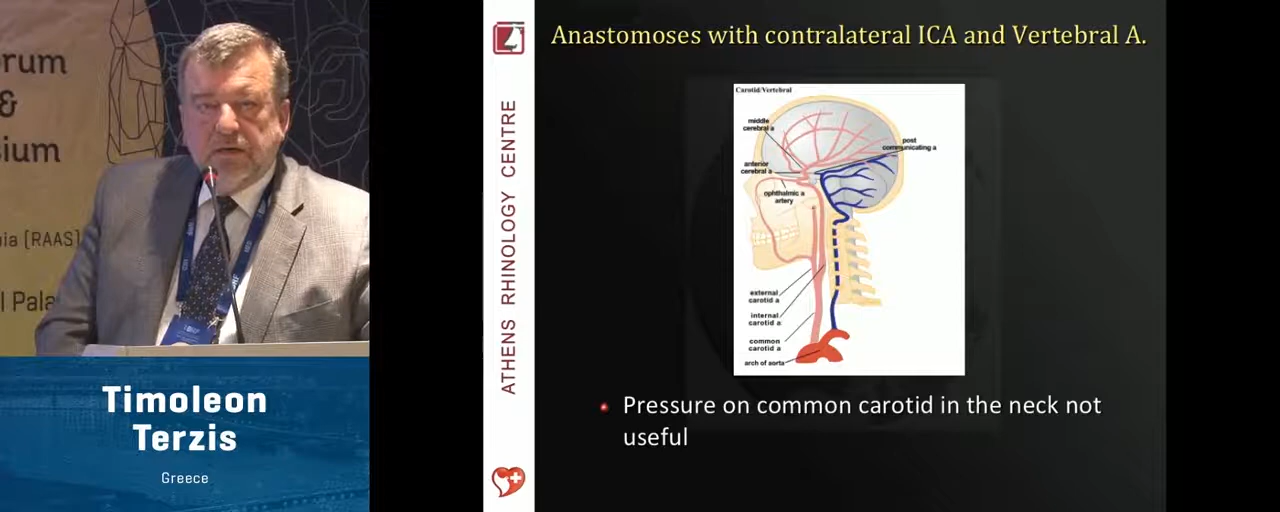 orum
&
sium
ia (RAAS)
l Pala
Timoleon
Terzis
Greece
ATHENS RHINOLOGY CENTRE
Anastomoses with contralateral ICA and Vertebral A.
Carotid/Vertebral
middle
cerebral a
post
communicating a
anterior
cerebral a
ophthalmic a
artery
external
carotid a
internal
carotid a
common
carotid a
arch of aorta
Pressure on common carotid in the neck not
useful